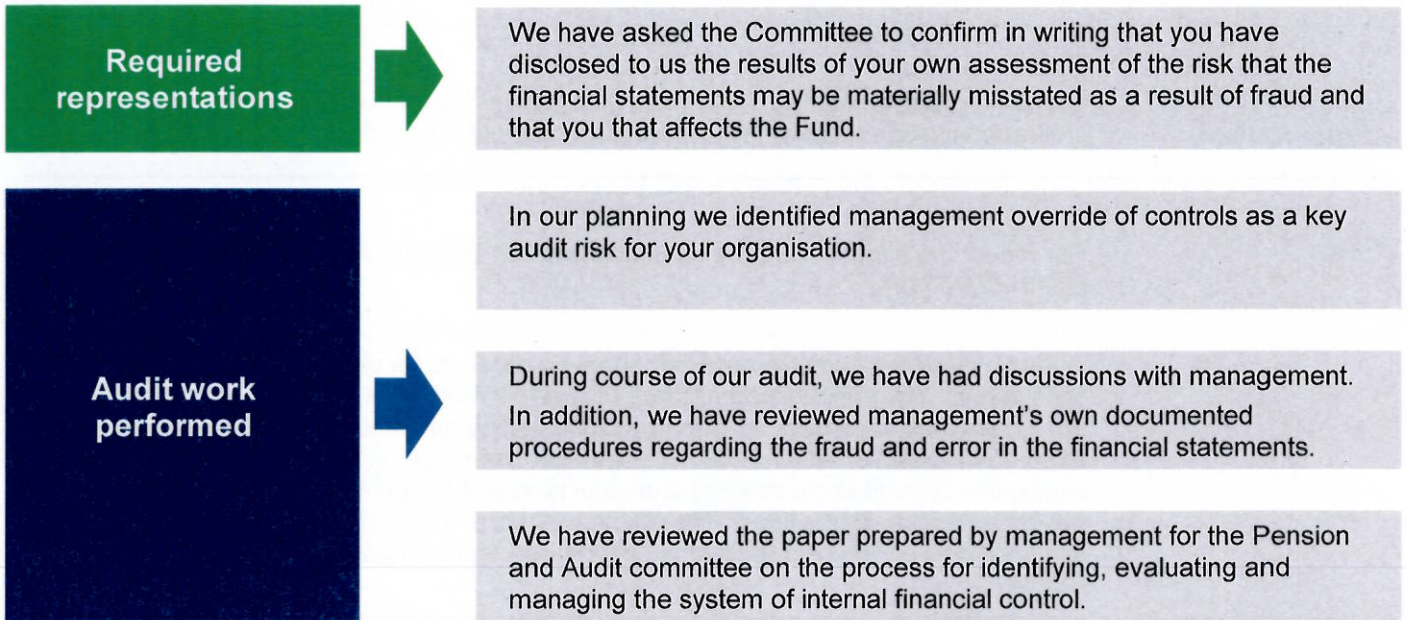 Required
representations
We have asked the Committee to confirm in writing that you have
disclosed to us the results of your own assessment of the risk that the
financial statements may be materially misstated as a result of fraud and
that you that affects the Fund.
Audit work
performed
In our planning we identified management override of controls as a key
audit risk for your organisation.
During course of our audit, we have had discussions with management.
In addition, we have reviewed management's own documented
procedures regarding the fraud and error in the financial statements.
We have reviewed the paper prepared by management for the Pension
and Audit committee on the process for identifying, evaluating and
managing the system of internal financial control.